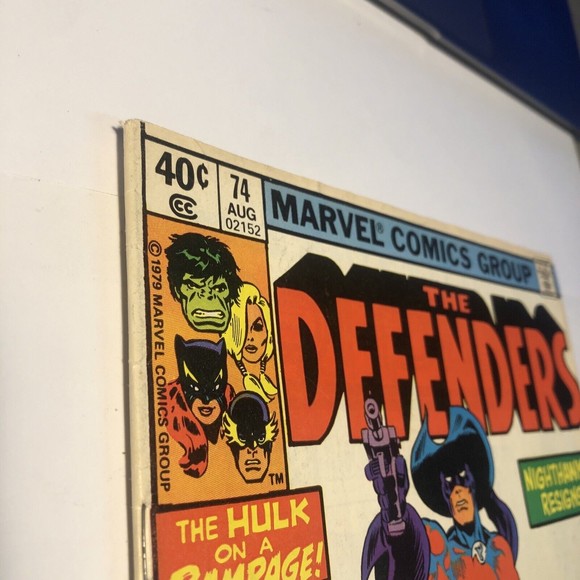 40¢
CC
74
AUG
02152
MARVEL® COMICS GROUP
© 1979 MARVEL COMICS GROUP
THE
DEFENDERS
TM
NIGHTHAWK
RESIGNS
THE HULK
ON A
RAMPAGE!